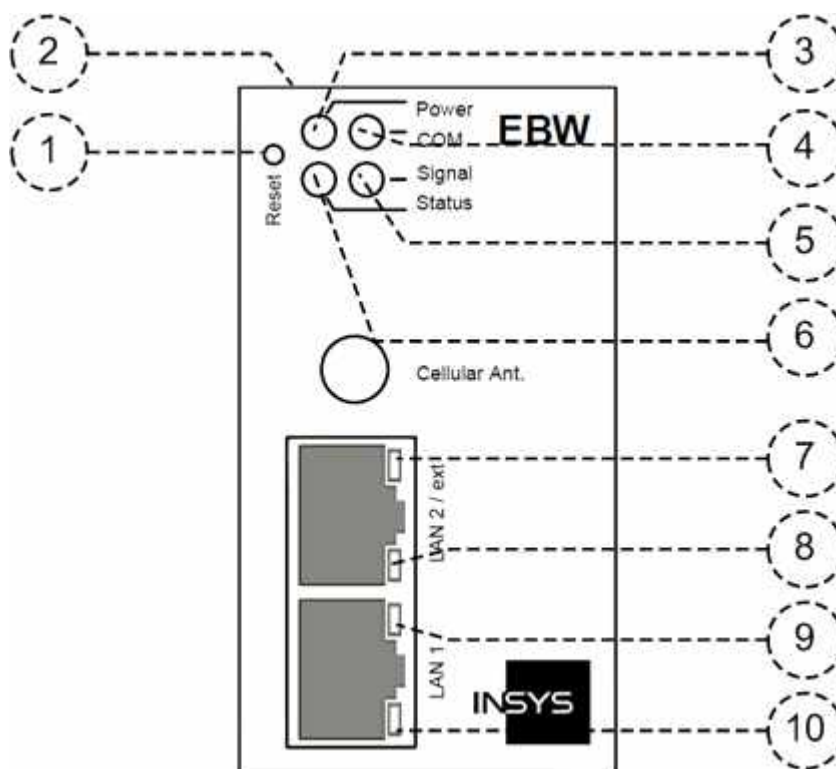 2
3
Power
EBW
COM
1
4
Signal
Reset
Status
5
6
Cellular Ant.
7
LAN 2 / ext
8
9
LAN 1
INSYS
10